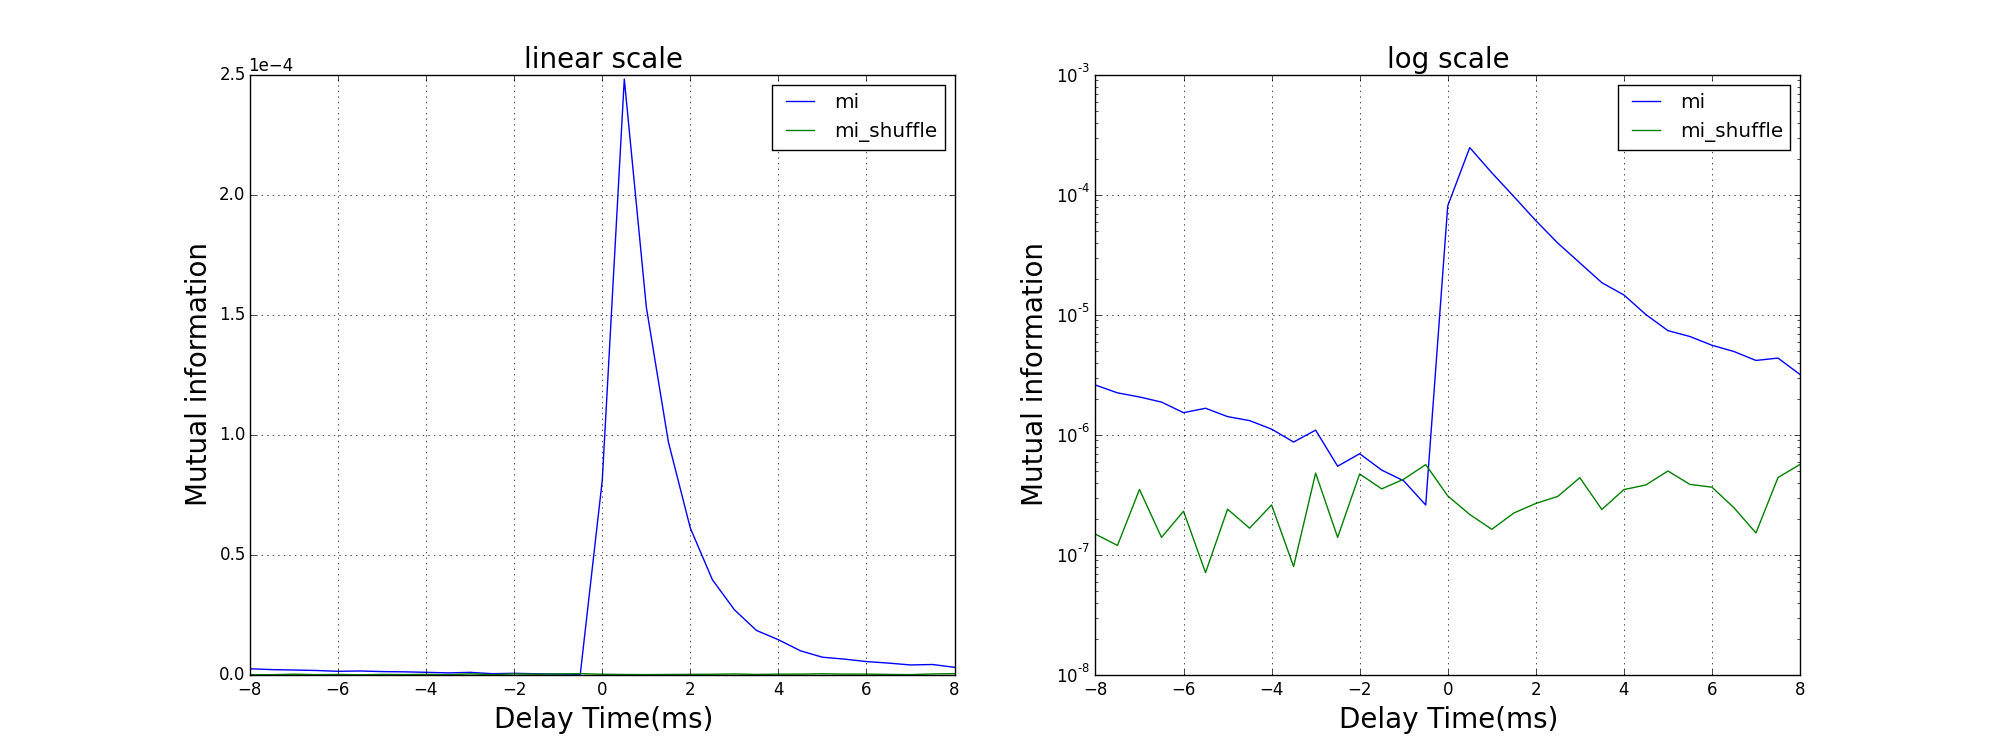 linear scale
1e−4
2.5
2.0
1.5
1.0
0.5
0.0
−8 −6 −4 −2 0 2 4 6 8
Delay Time(ms)
Mutual information
mi
mi_shuffle
log scale
10^-3
10^-4
10^-5
10^-6
10^-7
10^-8
−8 −6 −4 −2 0 2 4 6 8
Delay Time(ms)
Mutual information
mi
mi_shuffle